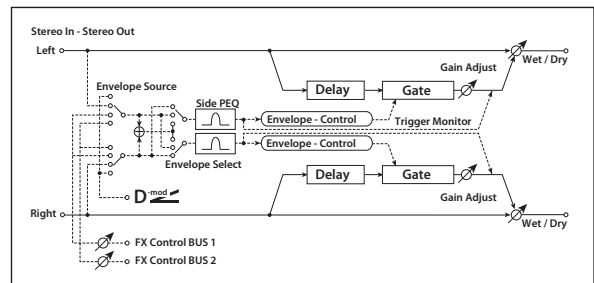 Stereo In - Stereo Out
Left
Wet / Dry
Gain Adjust
Envelope Source
Delay
Gate
Side PEQ
Envelope - Control
Trigger Monitor
Envelope - Control
Envelope Select
Delay
Gate
D-mod
Gain Adjust
Right
Wet / Dry
FX Control BUS 1
FX Control BUS 2